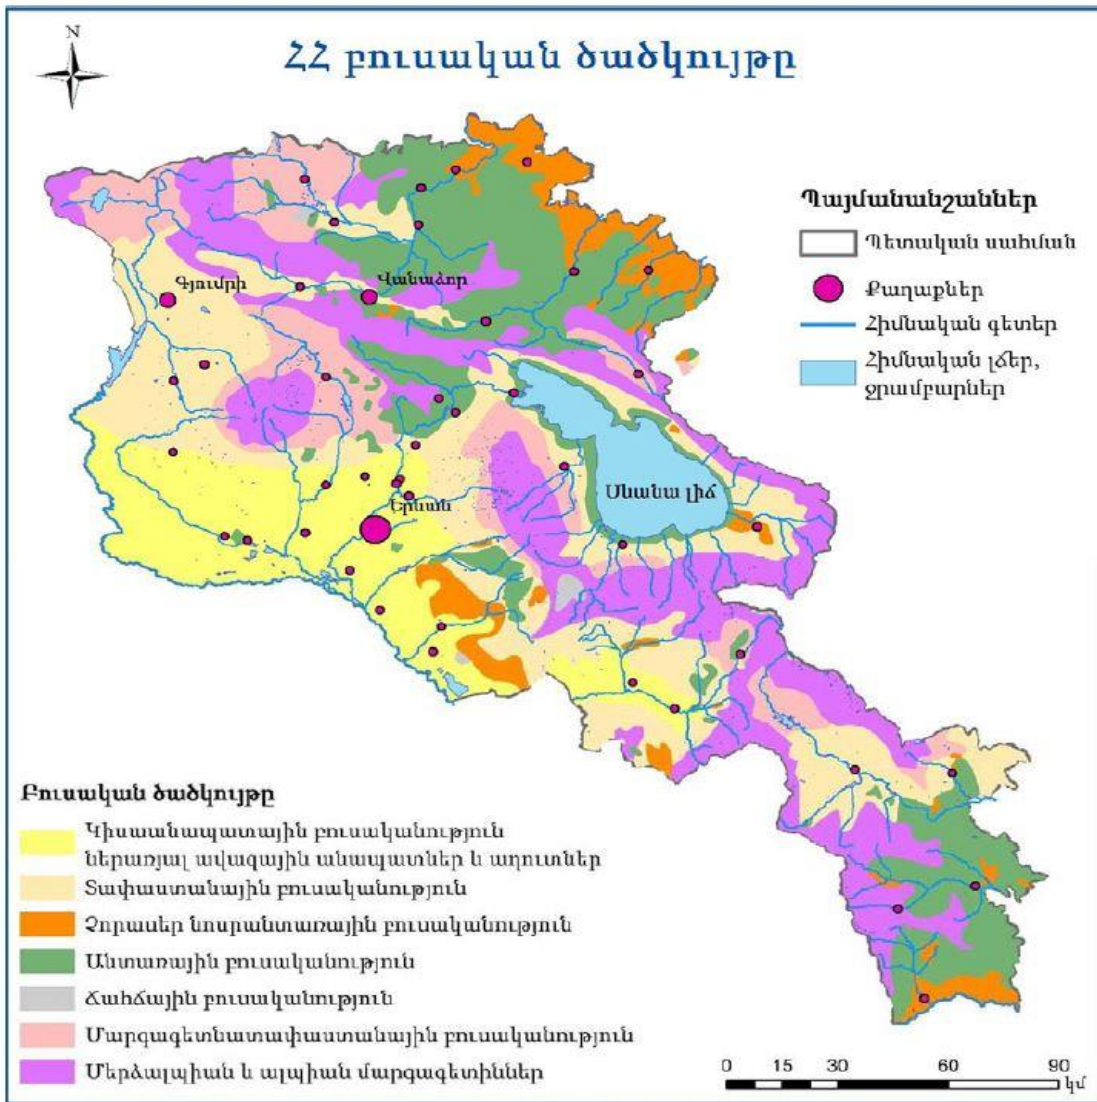 N
ՀՀ բուսական ծածկույթը
Պայմանանշաններ
Պետական սահման
Քաղաքներ
Հիմնական գետեր
Հիմնական լճեր,
ջրամբարներ
Գյումրի
Վանաձոր
Սևանա լիճ
Երևան
Բուսական ծածկույթը
Կիսաանապատային բուսականություն
ներառյալ ավազային անապատներ և աղուտներ
Տափաստանային բուսականություն
Չորասեր նոսրանտառային բուսականություն
Անտառային բուսականություն
Ճահճային բուսականություն
Մարգագետնատափաստանային բուսականություն
Մերձալպիան և ալպիան մարգագետիններ
0 15 30 60 90
կմ